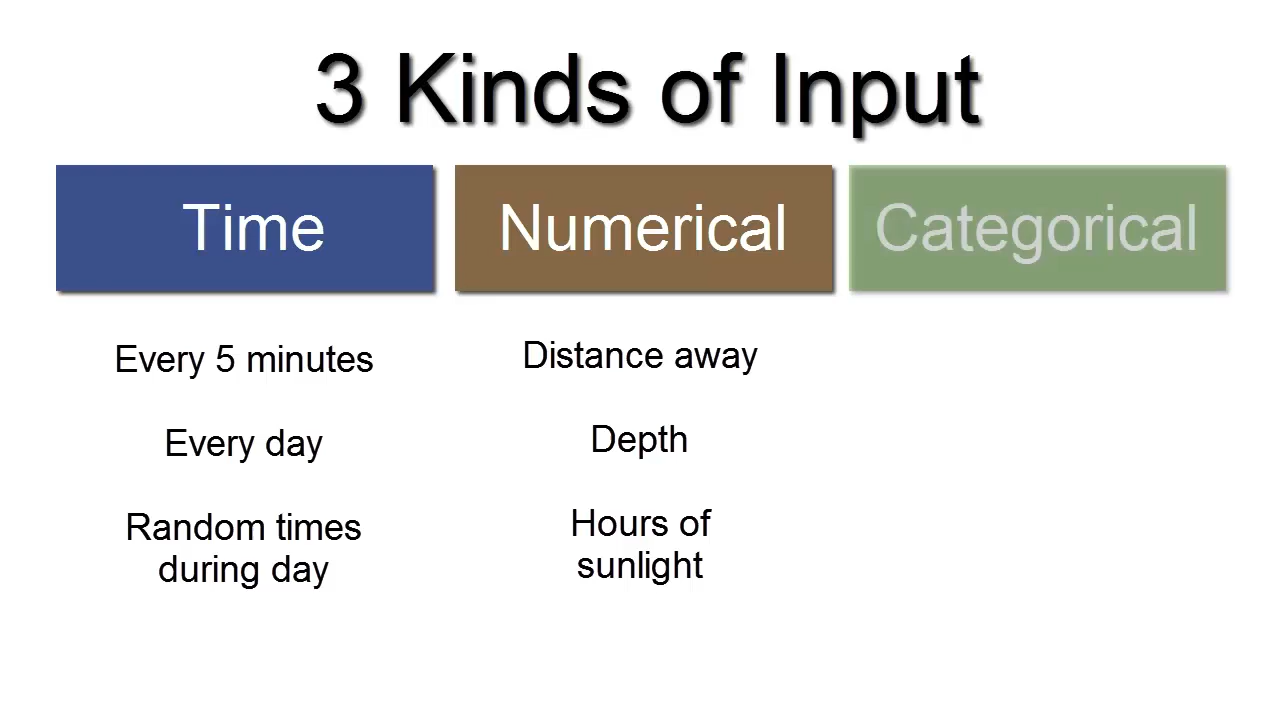 3 Kinds of Input
Time
Numerical
Categorical
Every 5 minutes
Every day
Random times
during day
Distance away
Depth
Hours of
sunlight